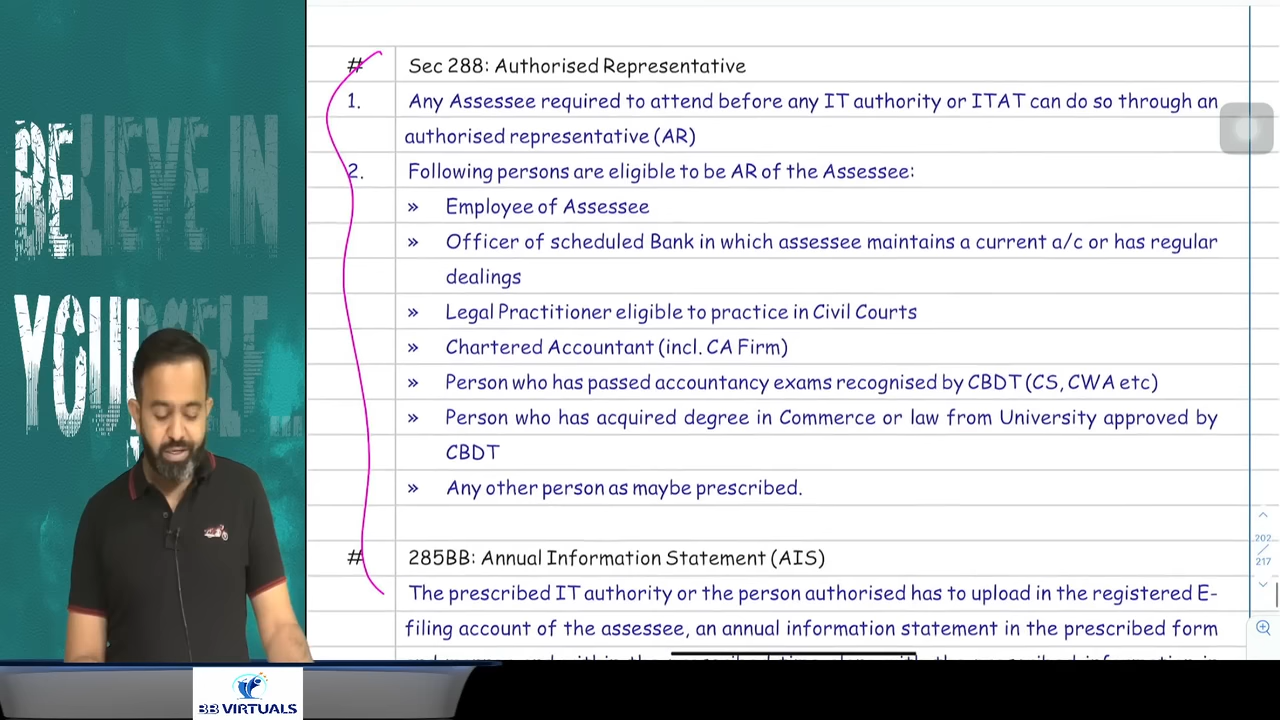 BELIEVE IN
YOURSELF...
# Sec 288: Authorised Representative
1. Any Assessee required to attend before any IT authority or ITAT can do so through an
authorised representative (AR)
2. Following persons are eligible to be AR of the Assessee:
» Employee of Assessee
» Officer of scheduled Bank in which assessee maintains a current a/c or has regular
dealings
» Legal Practitioner eligible to practice in Civil Courts
» Chartered Accountant (incl. CA Firm)
» Person who has passed accountancy exams recognised by CBDT (CS, CWA etc)
» Person who has acquired degree in Commerce or law from University approved by
CBDT
» Any other person as maybe prescribed.
# 285BB: Annual Information Statement (AIS)
The prescribed IT authority or the person authorised has to upload in the registered E-
filing account of the assessee, an annual information statement in the prescribed form
202
217
BB VIRTUALS